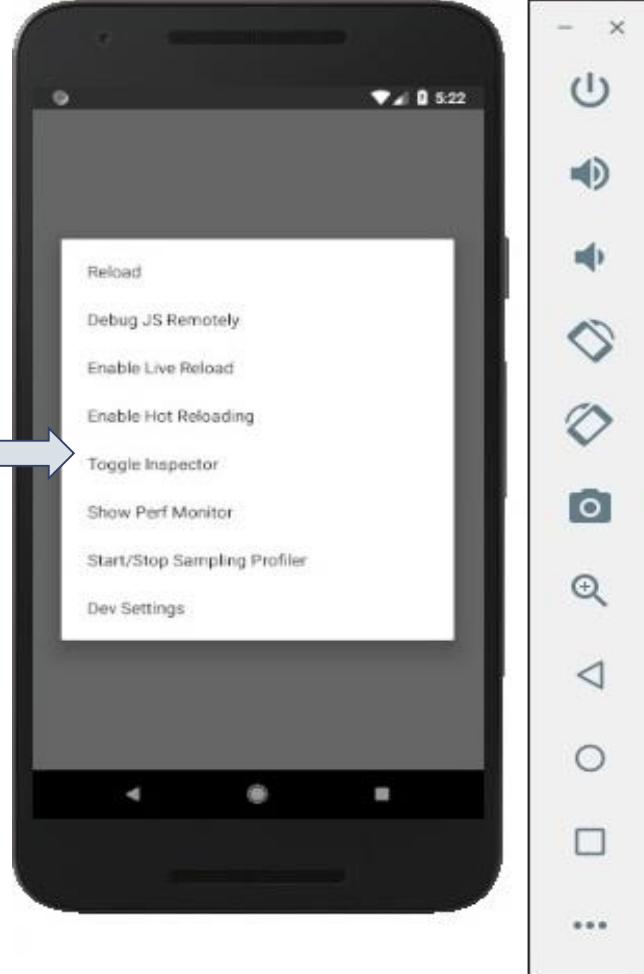 5:22
Reload
Debug JS Remotely
Enable Live Reload
Enable Hot Reloading
Toggle Inspector
Show Perf Monitor
Start/Stop Sampling Profiler
Dev Settings